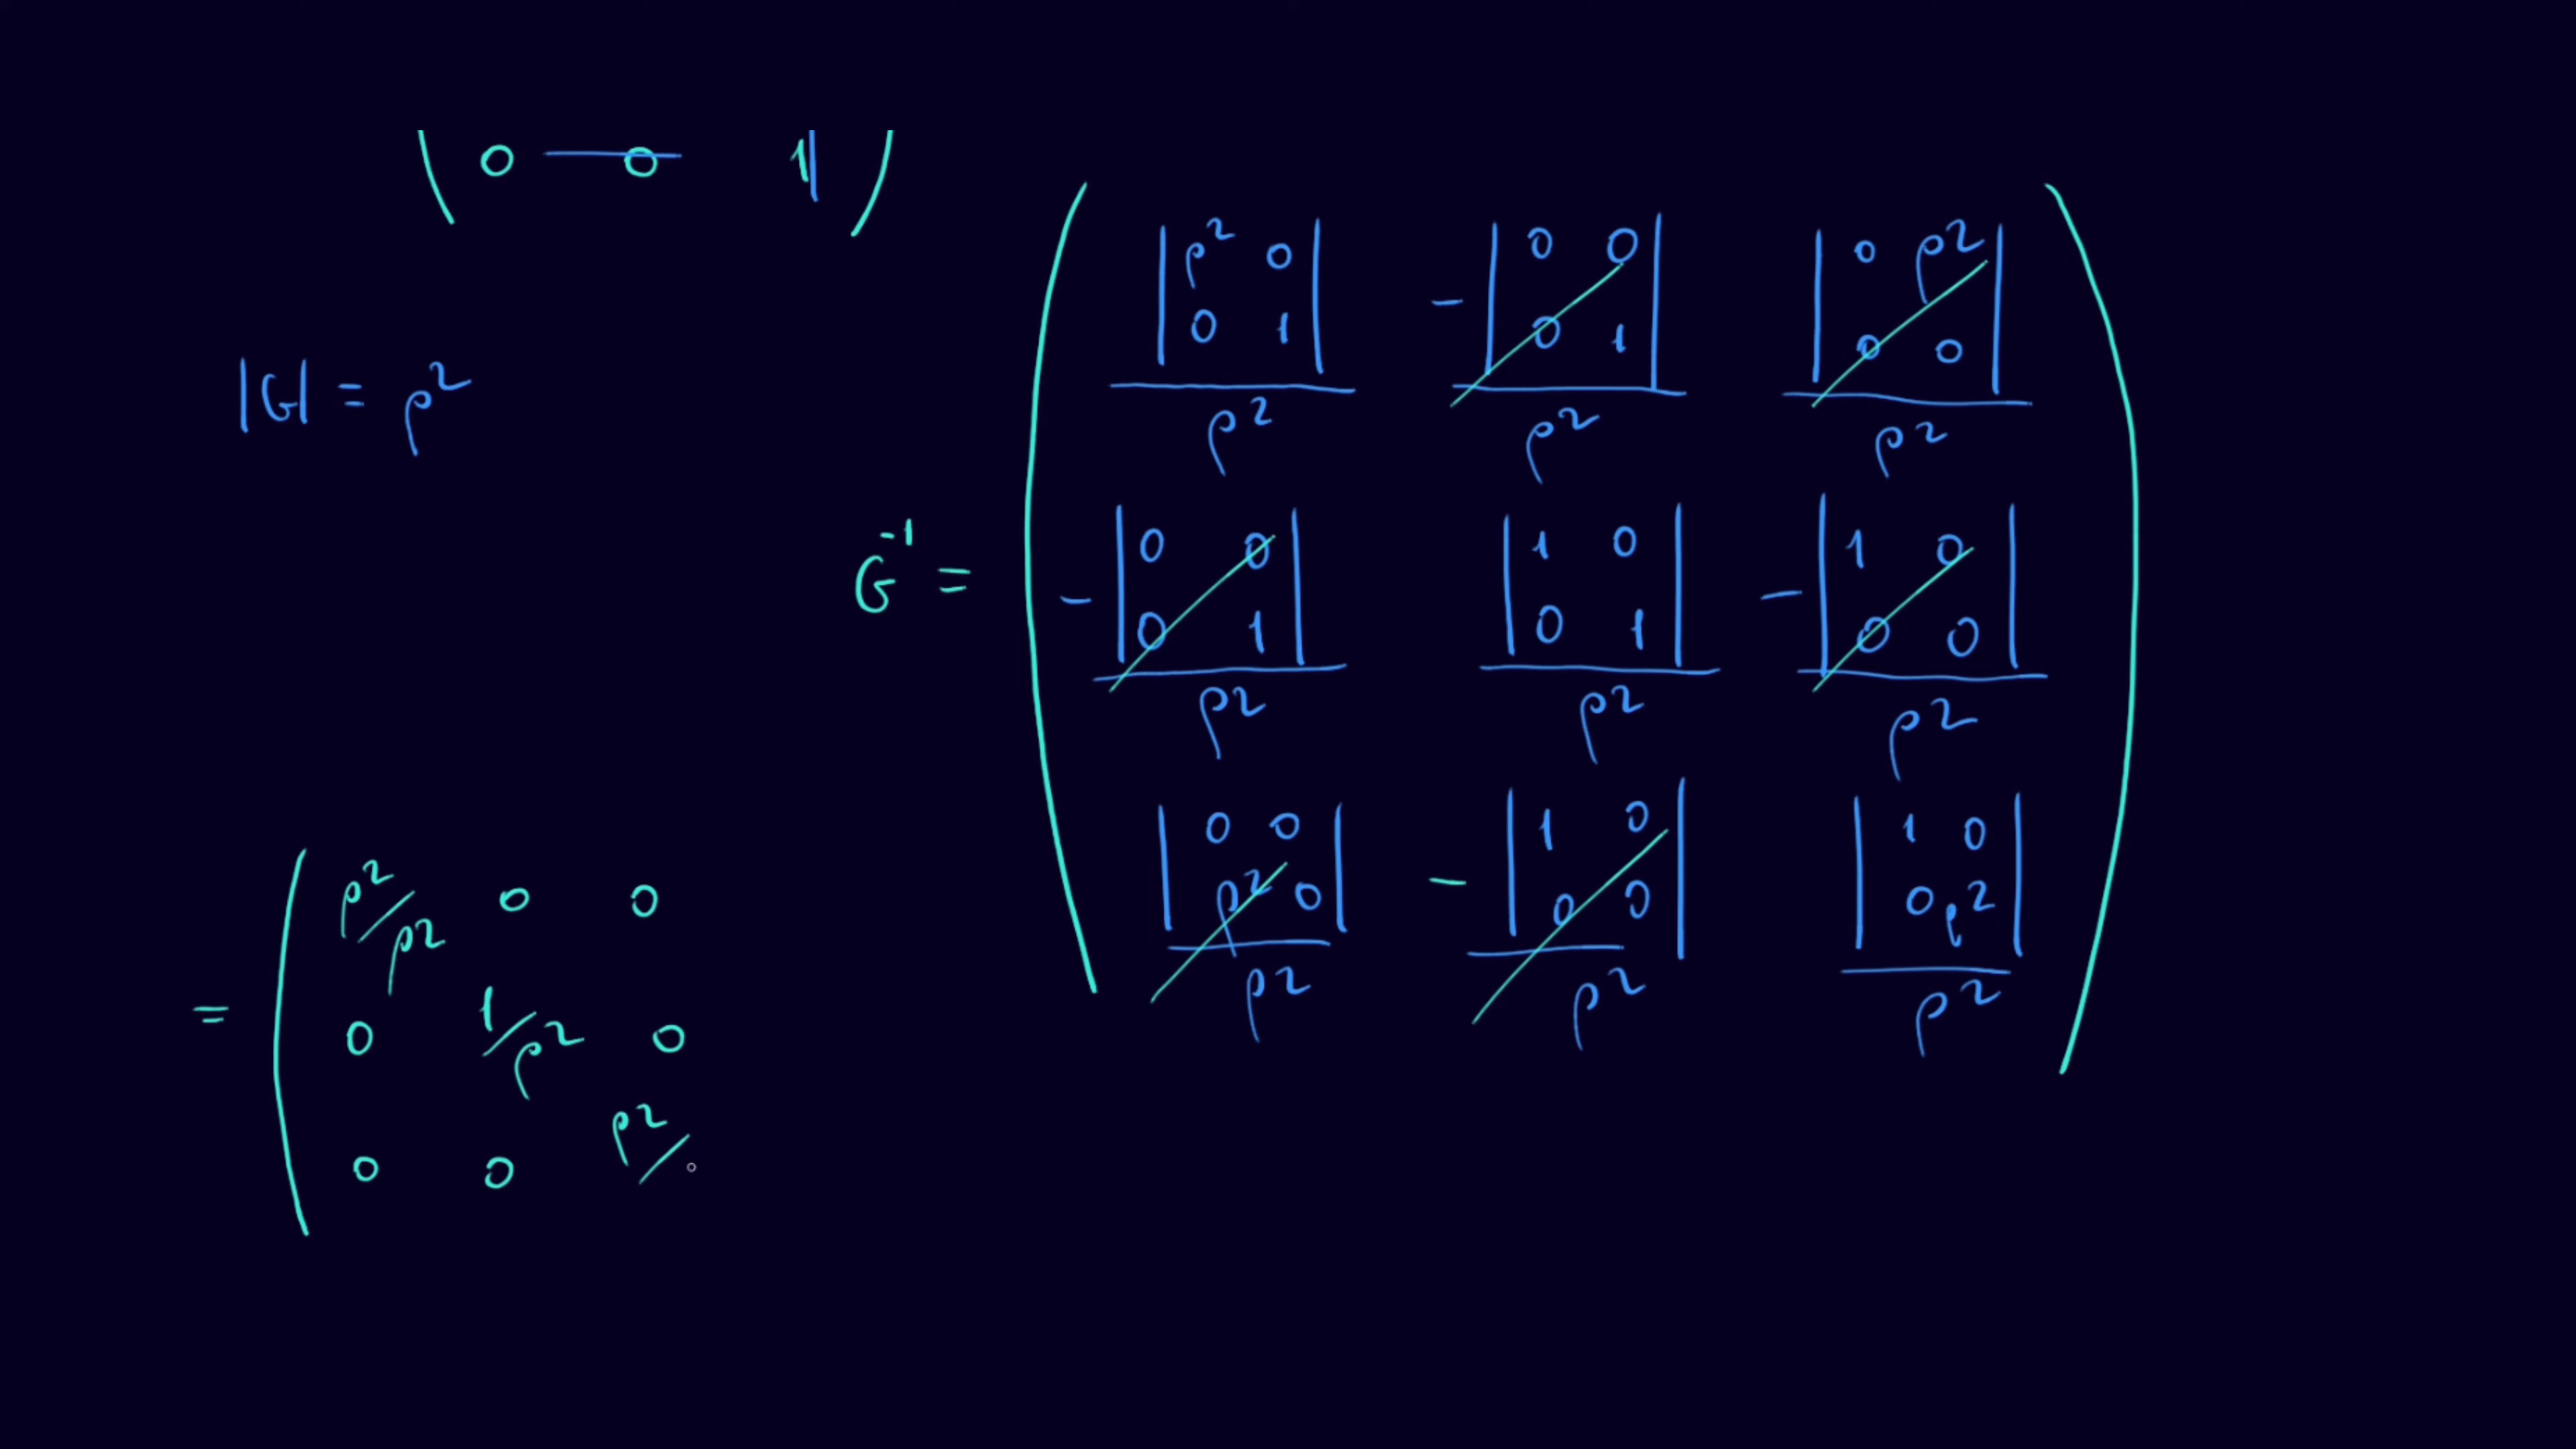 ( 0 — 0 1| )
|G| = ρ²
G⁻¹ =
|ρ² 0| -|0 0| |0 ρ²|
|0 1| |0 1| |0 0|
ρ² ρ² ρ²
-|0 0| |1 0| -|1 0|
|0 1| |0 1| |0 0|
ρ² ρ² ρ²
|0 0| -|1 0| |1 0|
|ρ² 0| |0 0| |0 ρ²|
ρ² ρ² ρ²
=
ρ²/ρ² 0 0
0 1/ρ² 0
0 0 ρ²/